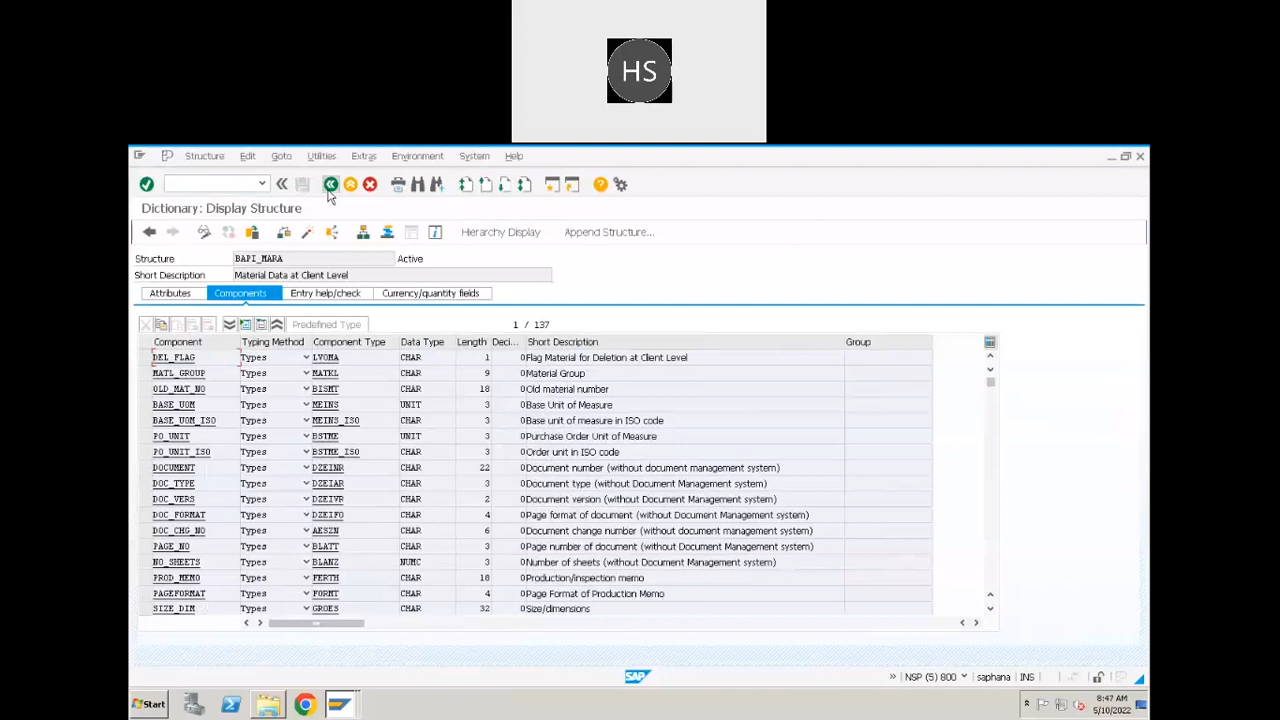 HS
Structure Edit Goto Utilities Extras Environment System Help
Dictionary: Display Structure
Hierarchy Display Append Structure...
Structure BAPI_MARA Active
Short Description Material Data at Client Level
Attributes Components Entry help/check Currency/quantity fields
Predefined Type 1 / 137
Component Typing Method Component Type Data Type Length Deci... Short Description Group
DEL_FLAG Types LVOMA CHAR 1 0 Flag Material for Deletion at Client Level
MATL_GROUP Types MATKL CHAR 9 0 Material Group
OLD_MAT_NO Types BISMT CHAR 18 0 Old material number
BASE_UOM Types MEINS UNIT 3 0 Base Unit of Measure
BASE_UOM_ISO Types MEINS_ISO CHAR 3 0 Base unit of measure in ISO code
PO_UNIT Types BSTME UNIT 3 0 Purchase Order Unit of Measure
PO_UNIT_ISO Types BSTME_ISO CHAR 3 0 Order unit in ISO code
DOCUMENT Types DZEINR CHAR 22 0 Document number (without document management system)
DOC_TYPE Types DZEIAR CHAR 3 0 Document type (without Document Management system)
DOC_VERS Types DZEIVR CHAR 2 0 Document version (without Document Management system)
DOC_FORMAT Types DZEIFO CHAR 4 0 Page format of document (without Document Management system)
DOC_CHG_NO Types AESZN CHAR 6 0 Document change number (without document management system)
PAGE_NO Types BLATT CHAR 3 0 Page number of document (without Document Management system)
NO_SHEETS Types BLANZ NUMC 3 0 Number of sheets (without Document Management system)
PROD_MEMO Types FERTH CHAR 18 0 Production/inspection memo
PAGEFORMAT Types FORMT CHAR 4 0 Page Format of Production Memo
SIZE_DIM Types GROES CHAR 32 0 Size/dimensions
SAP » NSP (5) 800 saphana INS
Start 8:47 AM
5/10/2022